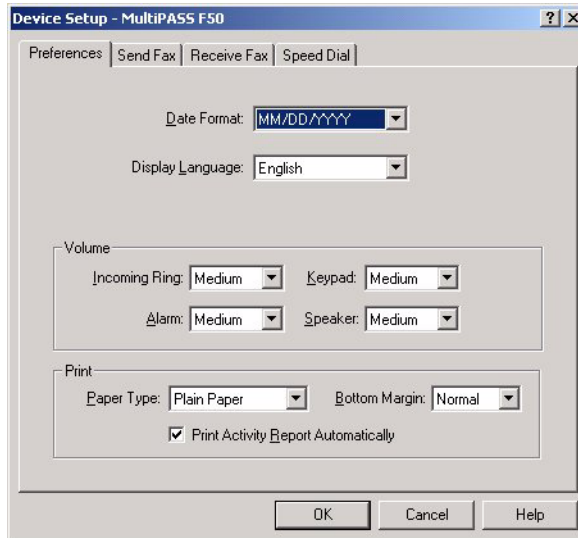 Device Setup - MultiPASS F50
Preferences Send Fax Receive Fax Speed Dial
Date Format: MM/DD/YYYY
Display Language: English
Volume
Incoming Ring: Medium Keypad: Medium
Alarm: Medium Speaker: Medium
Print
Paper Type: Plain Paper Bottom Margin: Normal
Print Activity Report Automatically
OK Cancel Help